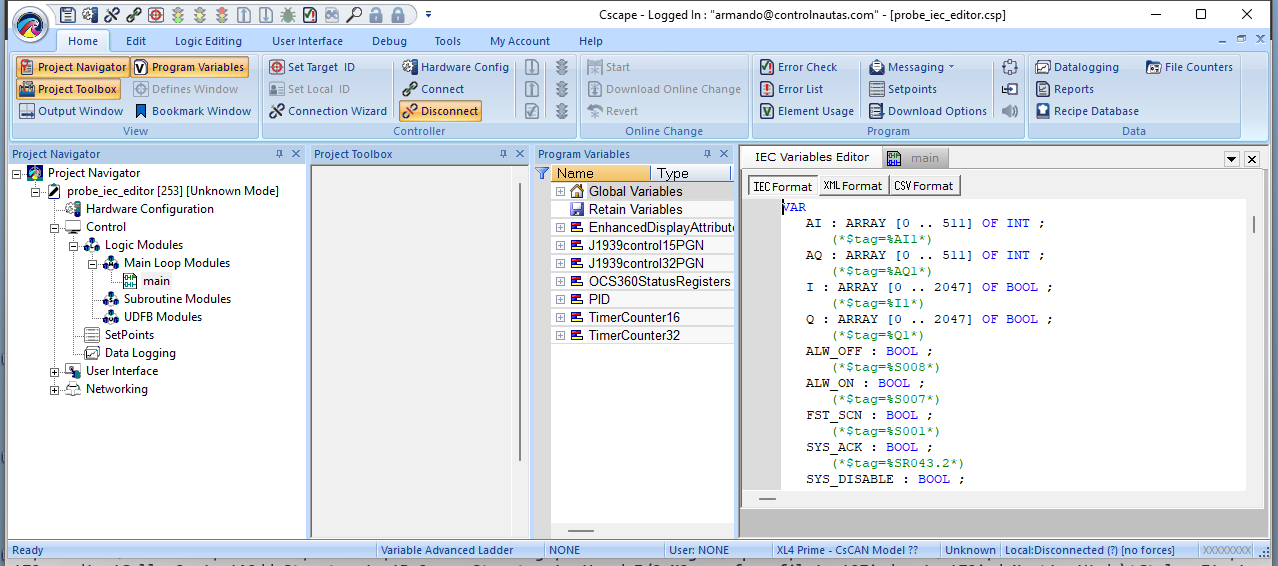 Cscape - Logged In : "armando@controlnautas.com" - [probe_iec_editor.csp]
Home Edit Logic Editing User Interface Debug Tools My Account Help
Project Navigator Program Variables Set Target ID Hardware Config Start Error Check Messaging Datalogging File Counters
Project Toolbox Defines Window Set Local ID Connect Download Online Change Error List Setpoints Reports
Output Window Bookmark Window Connection Wizard Disconnect Revert Element Usage Download Options Recipe Database
View Controller Online Change Program Data
Project Navigator
Project Navigator
probe_iec_editor [253] [Unknown Mode]
Hardware Configuration
Control
Logic Modules
Main Loop Modules
main
Subroutine Modules
UDFB Modules
SetPoints
Data Logging
User Interface
Networking
Project Toolbox
Program Variables
Name Type
Global Variables
Retain Variables
EnhancedDisplayAttribut
J1939control15PGN
J1939control32PGN
OCS360StatusRegisters
PID
TimerCounter16
TimerCounter32
IEC Variables Editor main
IEC Format XML Format CSV Format
VAR
AI : ARRAY [0 .. 511] OF INT ;
(*$tag=%AI1*)
AQ : ARRAY [0 .. 511] OF INT ;
(*$tag=%AQ1*)
I : ARRAY [0 .. 2047] OF BOOL ;
(*$tag=%I1*)
Q : ARRAY [0 .. 2047] OF BOOL ;
(*$tag=%Q1*)
ALW_OFF : BOOL ;
(*$tag=%S008*)
ALW_ON : BOOL ;
(*$tag=%S007*)
FST_SCN : BOOL ;
(*$tag=%S001*)
SYS_ACK : BOOL ;
(*$tag=%SR043.2*)
SYS_DISABLE : BOOL ;
Ready Variable Advanced Ladder NONE User: NONE XL4 Prime - CsCAN Model ?? Unknown Local:Disconnected (?) [no forces] XXXXXXXX